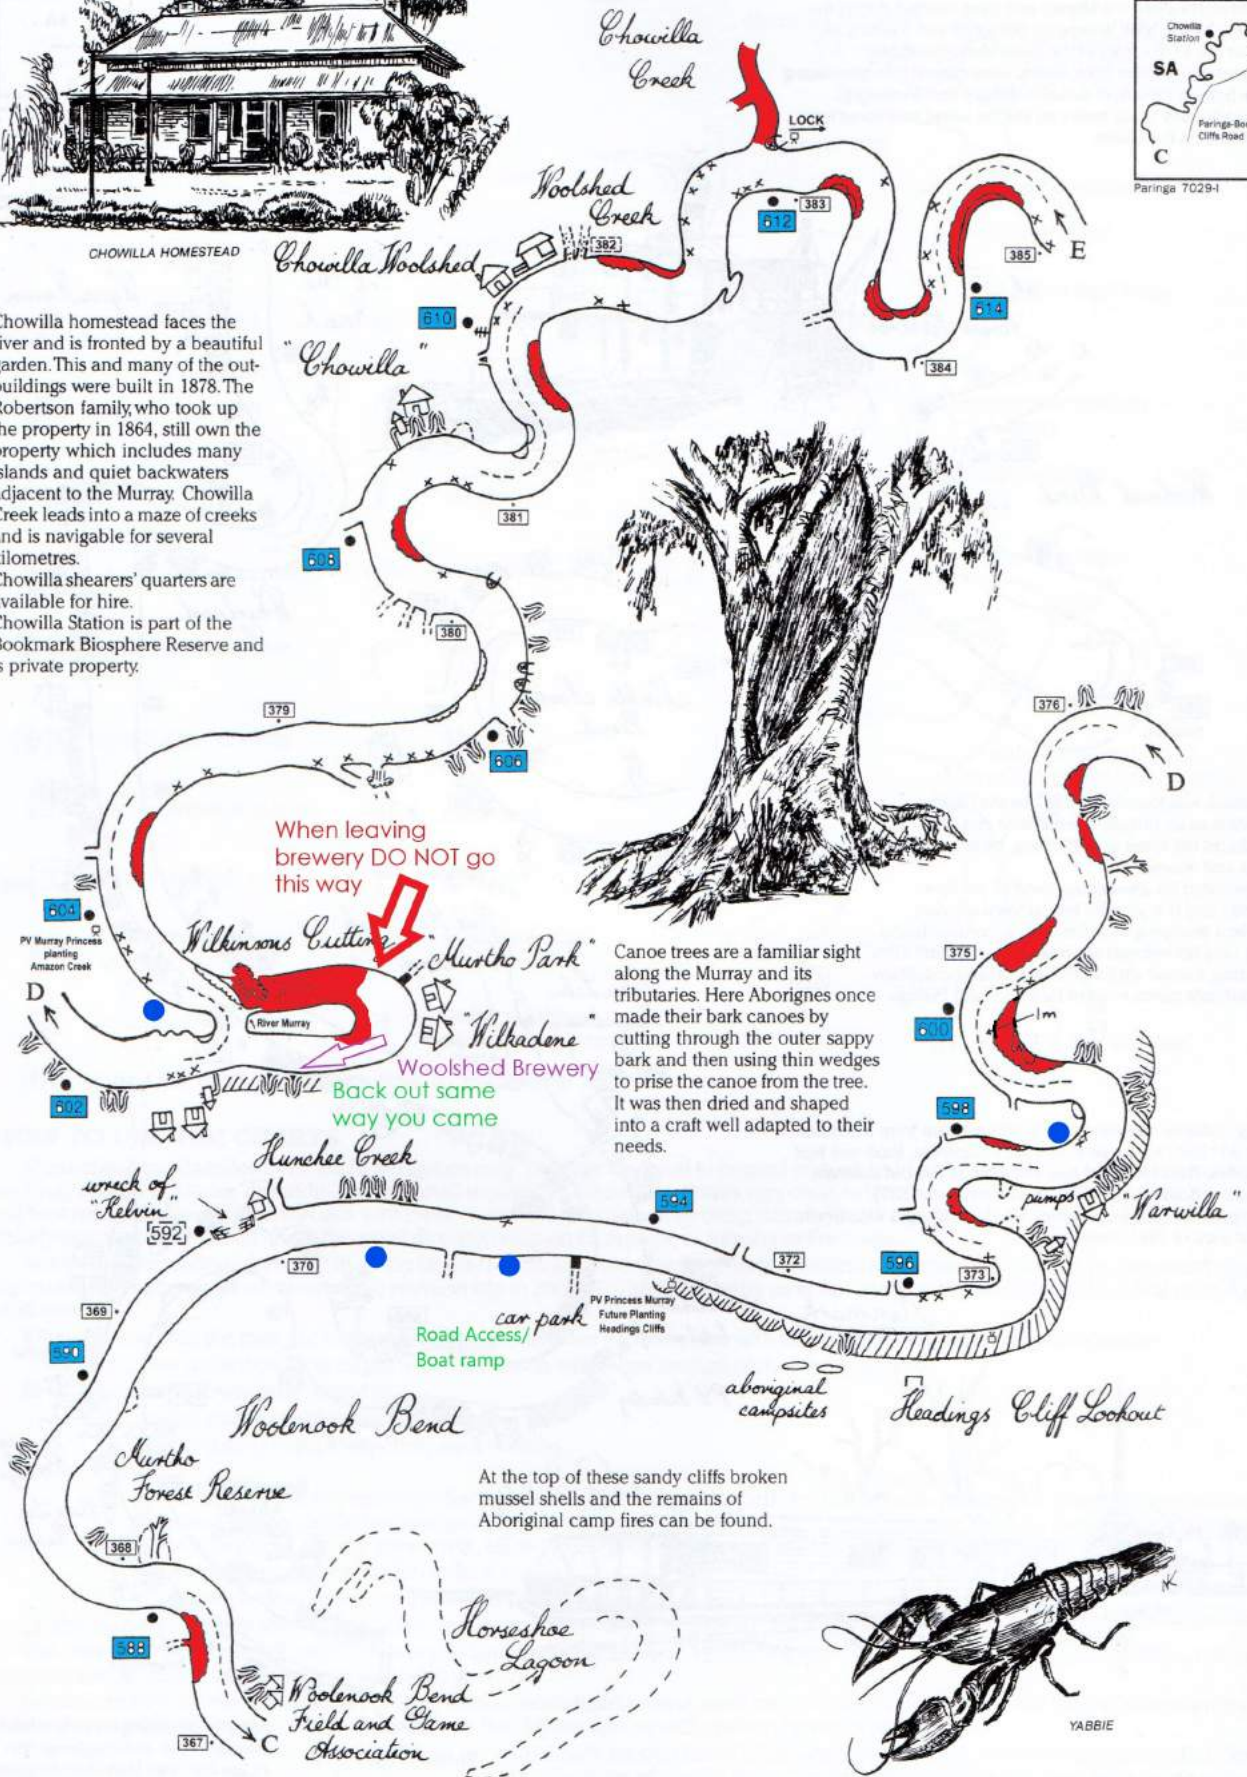 Chowilla
Creek
LOCK
Chowilla
Station
SA
Paringa-Bo
Cliffs Road
C
Paringa 7029-I
Woolshed
Creek
382
612
383
385
E
614
384
CHOWILLA HOMESTEAD
Chowilla Woolshed
610
"Chowilla"
381
608
380
Chowilla homestead faces the
river and is fronted by a beautiful
garden. This and many of the out-
buildings were built in 1878. The
Robertson family, who took up
the property in 1864, still own the
property which includes many
islands and quiet backwaters
adjacent to the Murray. Chowilla
Creek leads into a maze of creeks
and is navigable for several
kilometres.
Chowilla shearers' quarters are
available for hire.
Chowilla Station is part of the
Bookmark Biosphere Reserve and
is private property.
379
606
376
D
When leaving
brewery DO NOT go
this way
604
PV Murray Princess
planting
Amazon Creek
Wilkinsons Cutting
"Murtho Park"
D
River Murray
"Wilkadene"
Woolshed Brewery
Back out same
way you came
602
Canoe trees are a familiar sight
along the Murray and its
tributaries. Here Aborignes once
made their bark canoes by
cutting through the outer sappy
bark and then using thin wedges
to prise the canoe from the tree.
It was then dried and shaped
into a craft well adapted to their
needs.
375
600
1m
598
pumps
"Warwilla"
Hunchee Creek
wreck of
"Kelvin"
592
594
370
372
596
373
369
car park
PV Princess Murray
Future Planting
Headings Cliffs
Road Access/
Boat ramp
590
aboriginal
campsites
Headings Cliff Lookout
Woolenook Bend
Murtho
Forest Reserve
At the top of these sandy cliffs broken
mussel shells and the remains of
Aboriginal camp fires can be found.
368
588
Horseshoe
Lagoon
Woolenook Bend
Field and Game
Association
367
C
NK
YABBIE